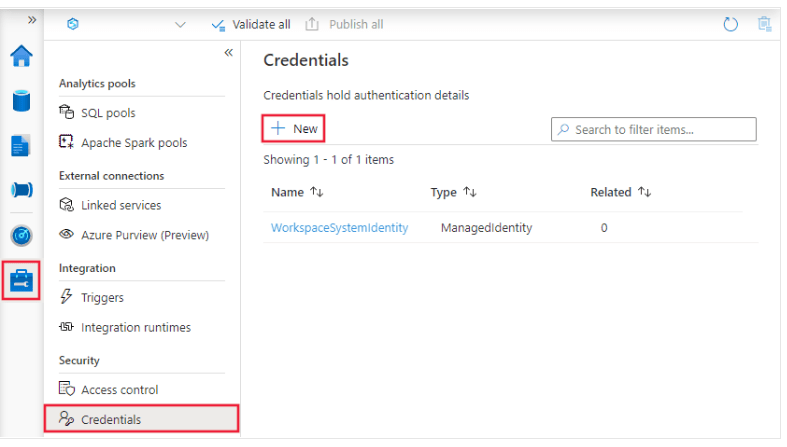 Validate all Publish all
Analytics pools
SQL pools
Apache Spark pools
External connections
Linked services
Azure Purview (Preview)
Integration
Triggers
Integration runtimes
Security
Access control
Credentials
Credentials
Credentials hold authentication details
New
Search to filter items...
Showing 1 - 1 of 1 items
Name Type Related
WorkspaceSystemIdentity ManagedIdentity 0